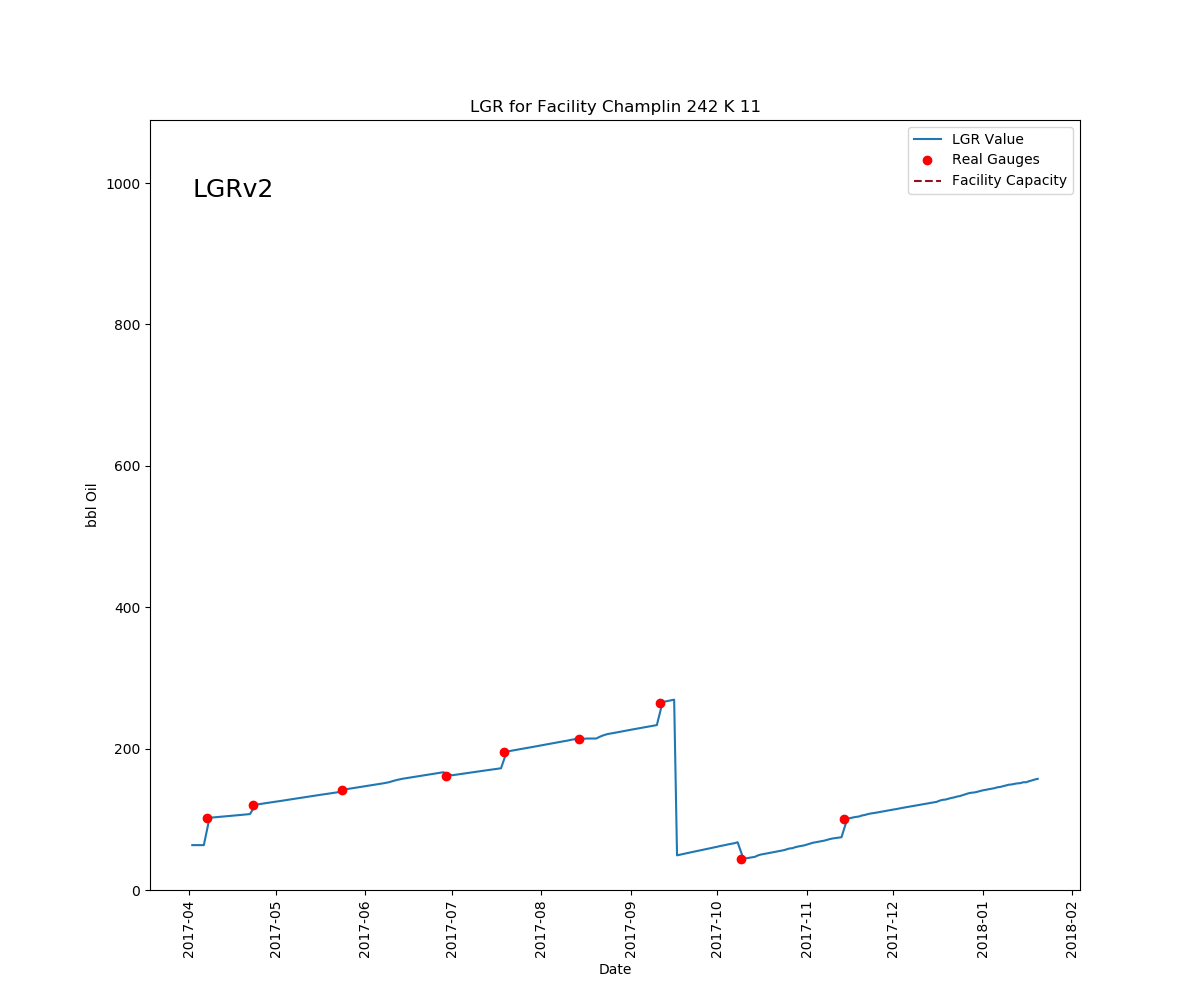 LGR for Facility Champlin 242 K 11
LGRv2
LGR Value
Real Gauges
Facility Capacity
1000
800
600
400
200
0
bbl Oil
2017-04
2017-05
2017-06
2017-07
2017-08
2017-09
2017-10
2017-11
2017-12
2018-01
2018-02
Date